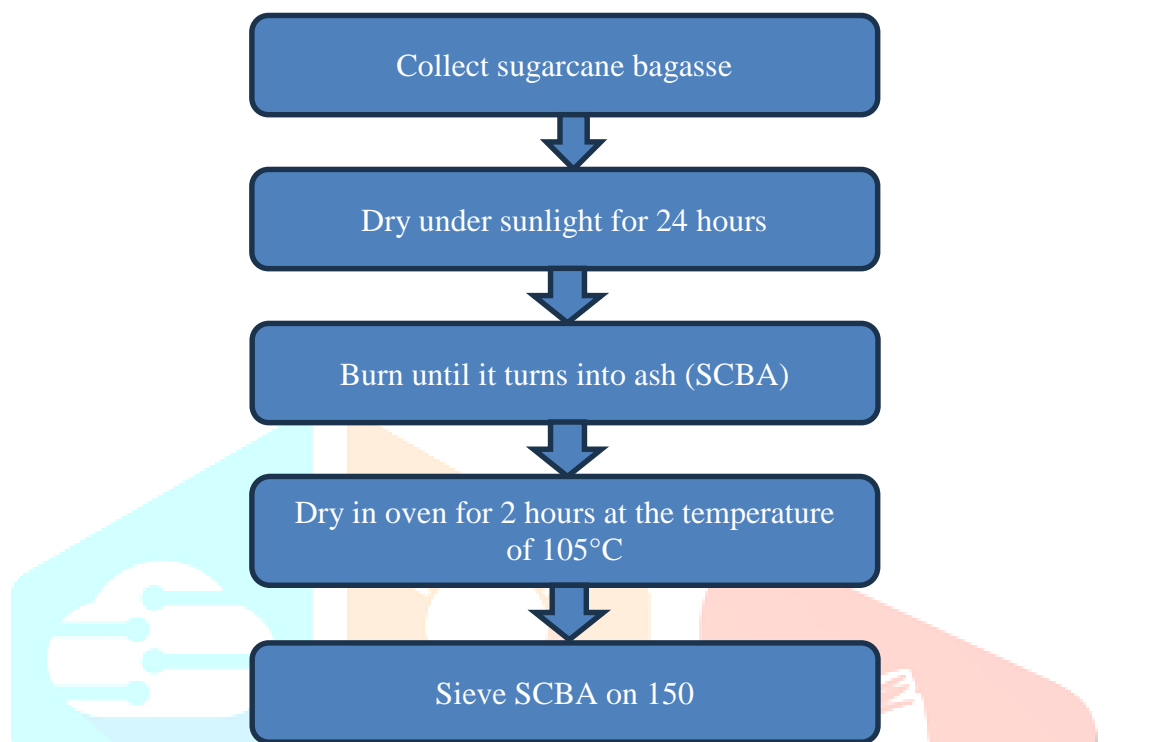 Collect sugarcane bagasse
Dry under sunlight for 24 hours
Burn until it turns into ash (SCBA)
Dry in oven for 2 hours at the temperature
of 105°C
Sieve SCBA on 150